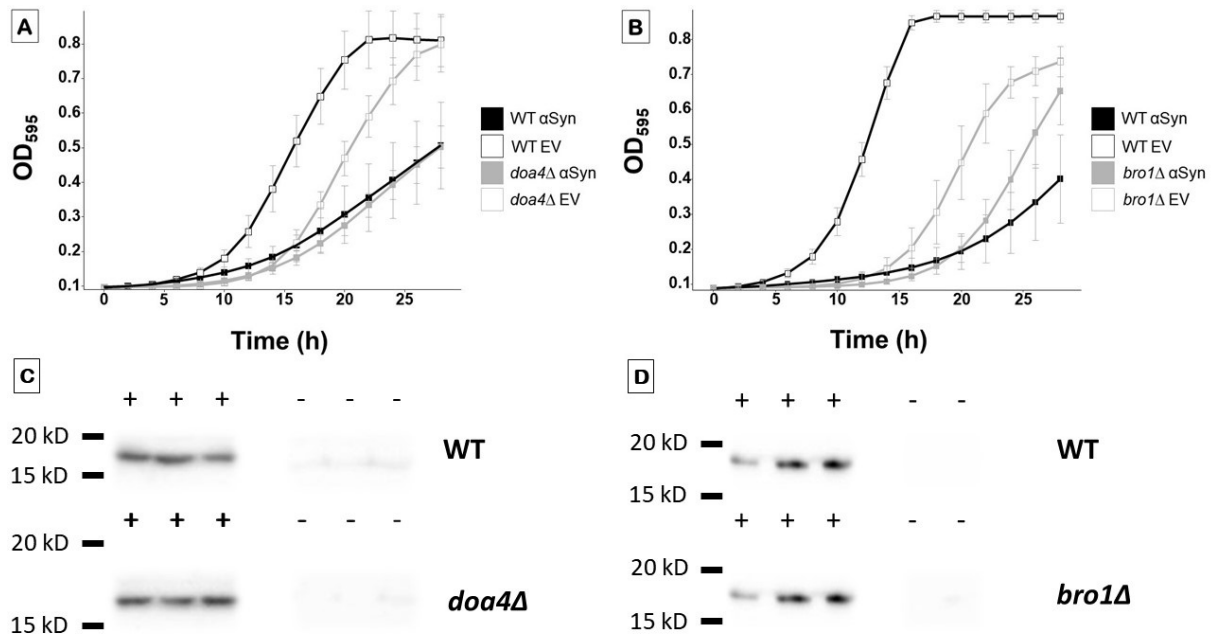 A
0.8
0.7
0.6
0.5
0.4
0.3
0.2
0.1
OD595
0 5 10 15 20 25
Time (h)
WT αSyn
WT EV
doa4Δ αSyn
doa4Δ EV
B
0.8
0.7
0.6
0.5
0.4
0.3
0.2
0.1
OD595
0 5 10 15 20 25
Time (h)
WT αSyn
WT EV
bro1Δ αSyn
bro1Δ EV
C
+ + + - - -
20 kD
15 kD
WT
+ + + - - -
20 kD
15 kD
doa4Δ
D
+ + + - -
20 kD
15 kD
WT
+ + + - -
20 kD
15 kD
bro1Δ